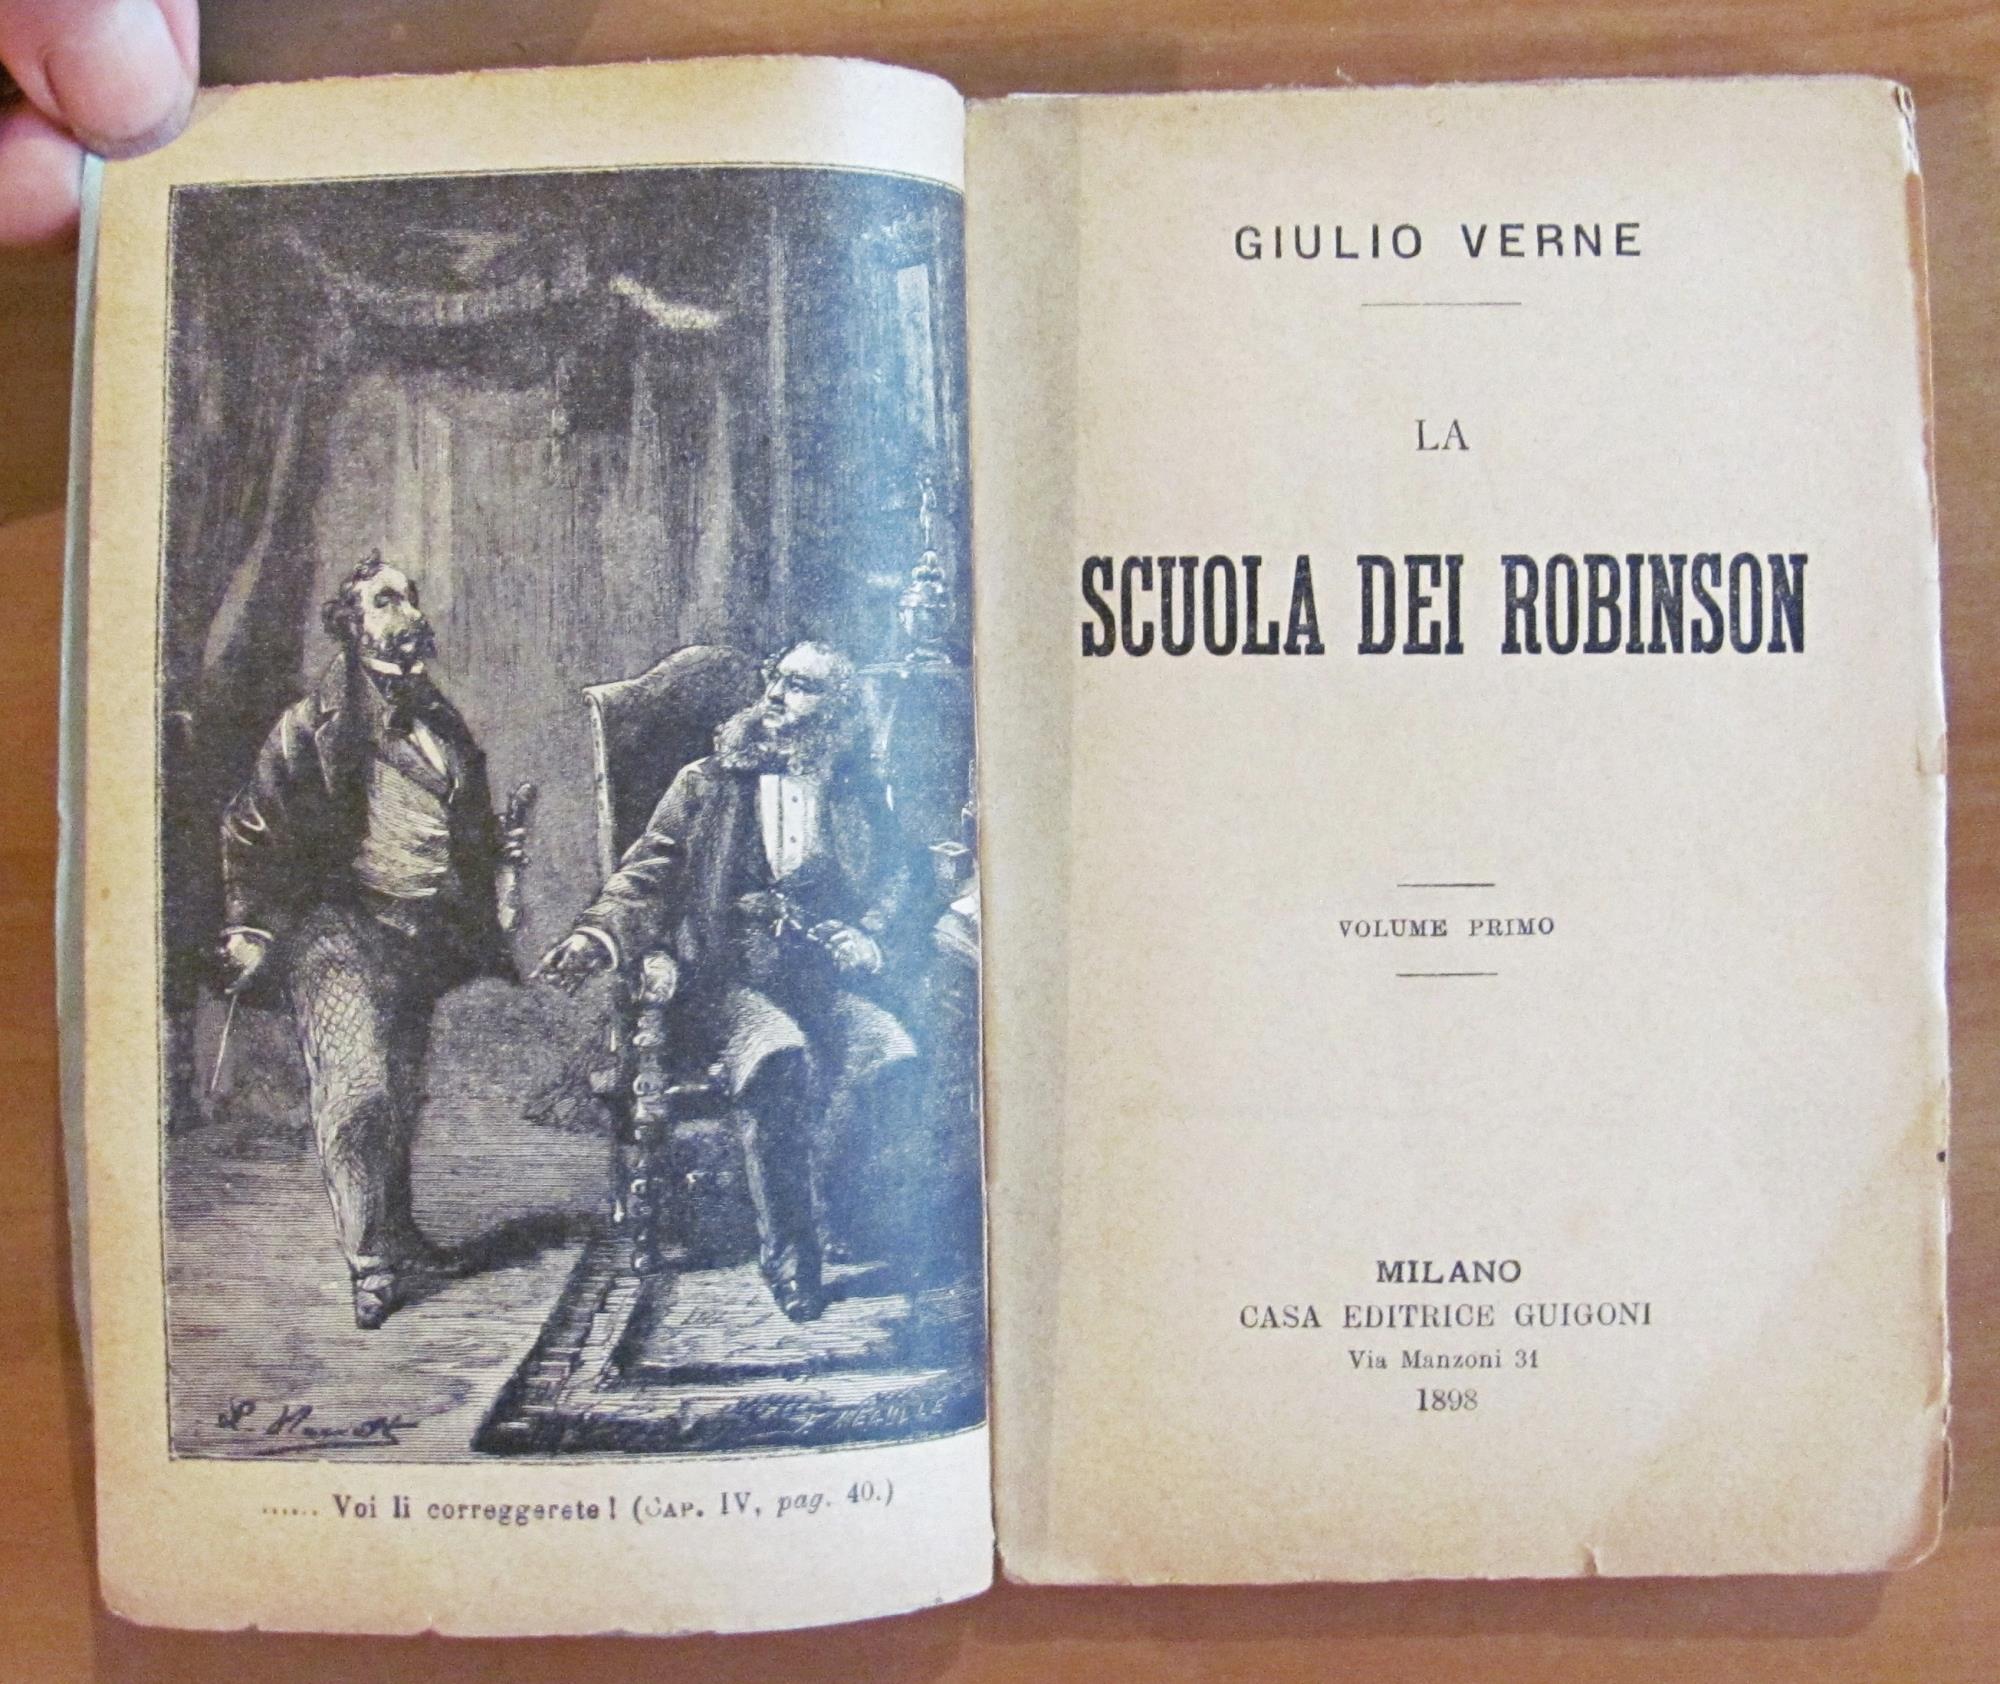 L. Benett
...... Voi li correggerete! (CAP. IV, pag. 40.)
GIULIO VERNE
LA
SCUOLA DEI ROBINSON
VOLUME PRIMO
MILANO
CASA EDITRICE GUIGONI
Via Manzoni 31
1898